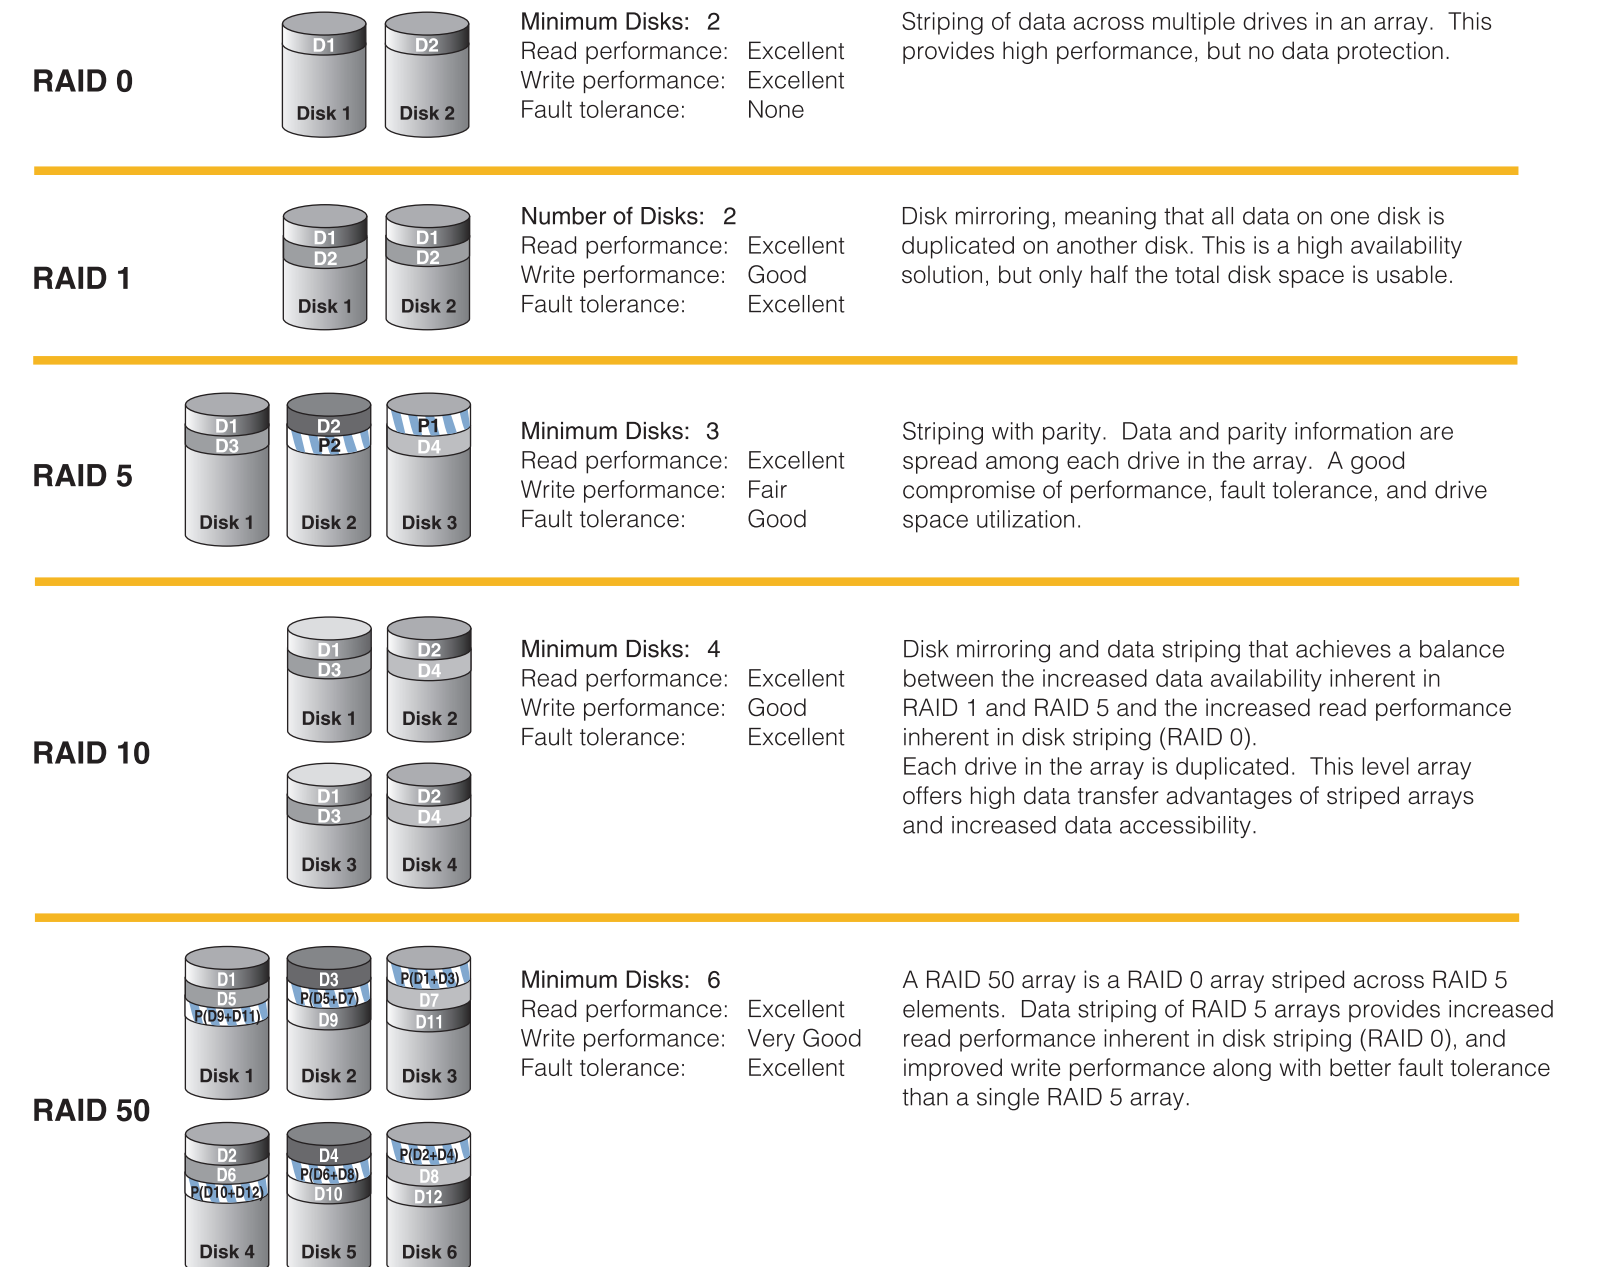 RAID 0
D1 D2
Disk 1 Disk 2
Minimum Disks: 2
Read performance: Excellent
Write performance: Excellent
Fault tolerance: None
Striping of data across multiple drives in an array. This
provides high performance, but no data protection.
RAID 1
D1 D1
D2 D2
Disk 1 Disk 2
Number of Disks: 2
Read performance: Excellent
Write performance: Good
Fault tolerance: Excellent
Disk mirroring, meaning that all data on one disk is
duplicated on another disk. This is a high availability
solution, but only half the total disk space is usable.
RAID 5
D1 D2 P1
D3 P2 D4
Disk 1 Disk 2 Disk 3
Minimum Disks: 3
Read performance: Excellent
Write performance: Fair
Fault tolerance: Good
Striping with parity. Data and parity information are
spread among each drive in the array. A good
compromise of performance, fault tolerance, and drive
space utilization.
RAID 10
D1 D2
D3 D4
Disk 1 Disk 2
D1 D2
D3 D4
Disk 3 Disk 4
Minimum Disks: 4
Read performance: Excellent
Write performance: Good
Fault tolerance: Excellent
Disk mirroring and data striping that achieves a balance
between the increased data availability inherent in
RAID 1 and RAID 5 and the increased read performance
inherent in disk striping (RAID 0).
Each drive in the array is duplicated. This level array
offers high data transfer advantages of striped arrays
and increased data accessibility.
RAID 50
D1 D3 P(D1+D3)
D5 P(D5+D7) D7
P(D9+D11) D9 D11
Disk 1 Disk 2 Disk 3
D2 D4 P(D2+D4)
D6 P(D6+D8) D8
P(D10+D12) D10 D12
Disk 4 Disk 5 Disk 6
Minimum Disks: 6
Read performance: Excellent
Write performance: Very Good
Fault tolerance: Excellent
A RAID 50 array is a RAID 0 array striped across RAID 5
elements. Data striping of RAID 5 arrays provides increased
read performance inherent in disk striping (RAID 0), and
improved write performance along with better fault tolerance
than a single RAID 5 array.